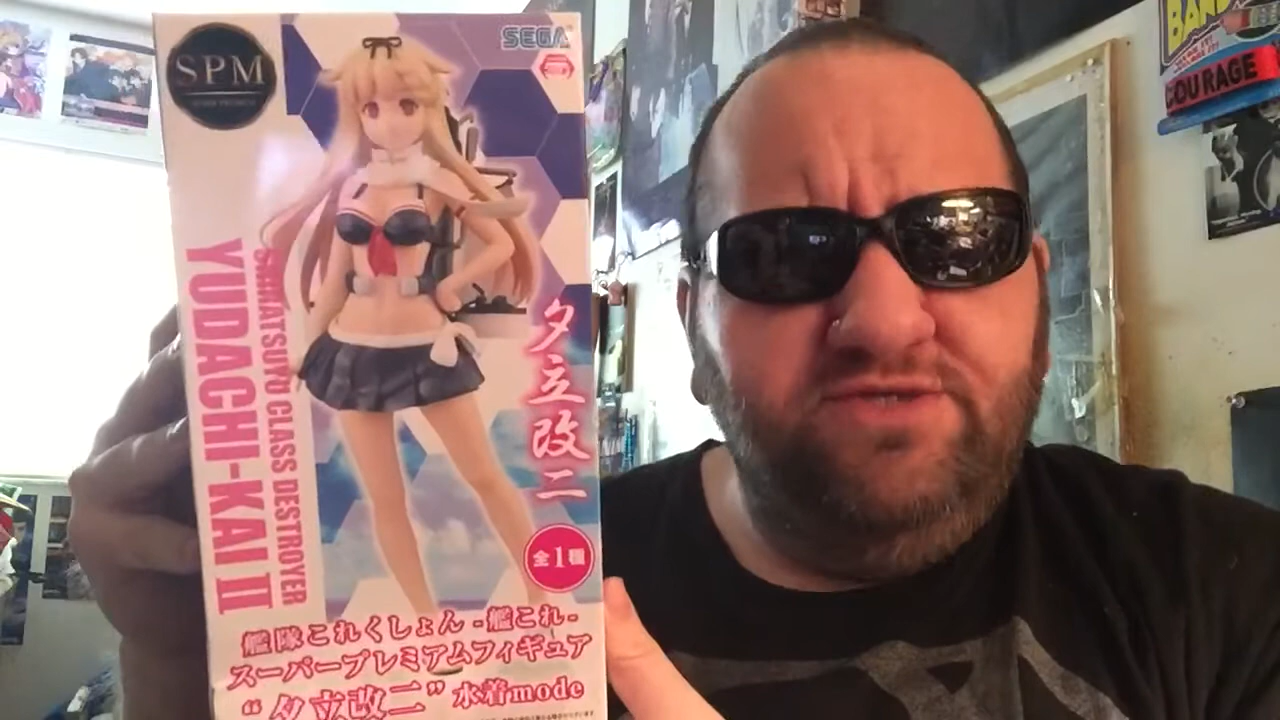 SPM
SEGA
SHIRATSUYU CLASS DESTROYER
YUDACHI-KAI II
夕立改二
全1種
艦隊これくしょん -艦これ-
スーパープレミアムフィギュア
“夕立改二” 水着mode
BAND
COURAGE